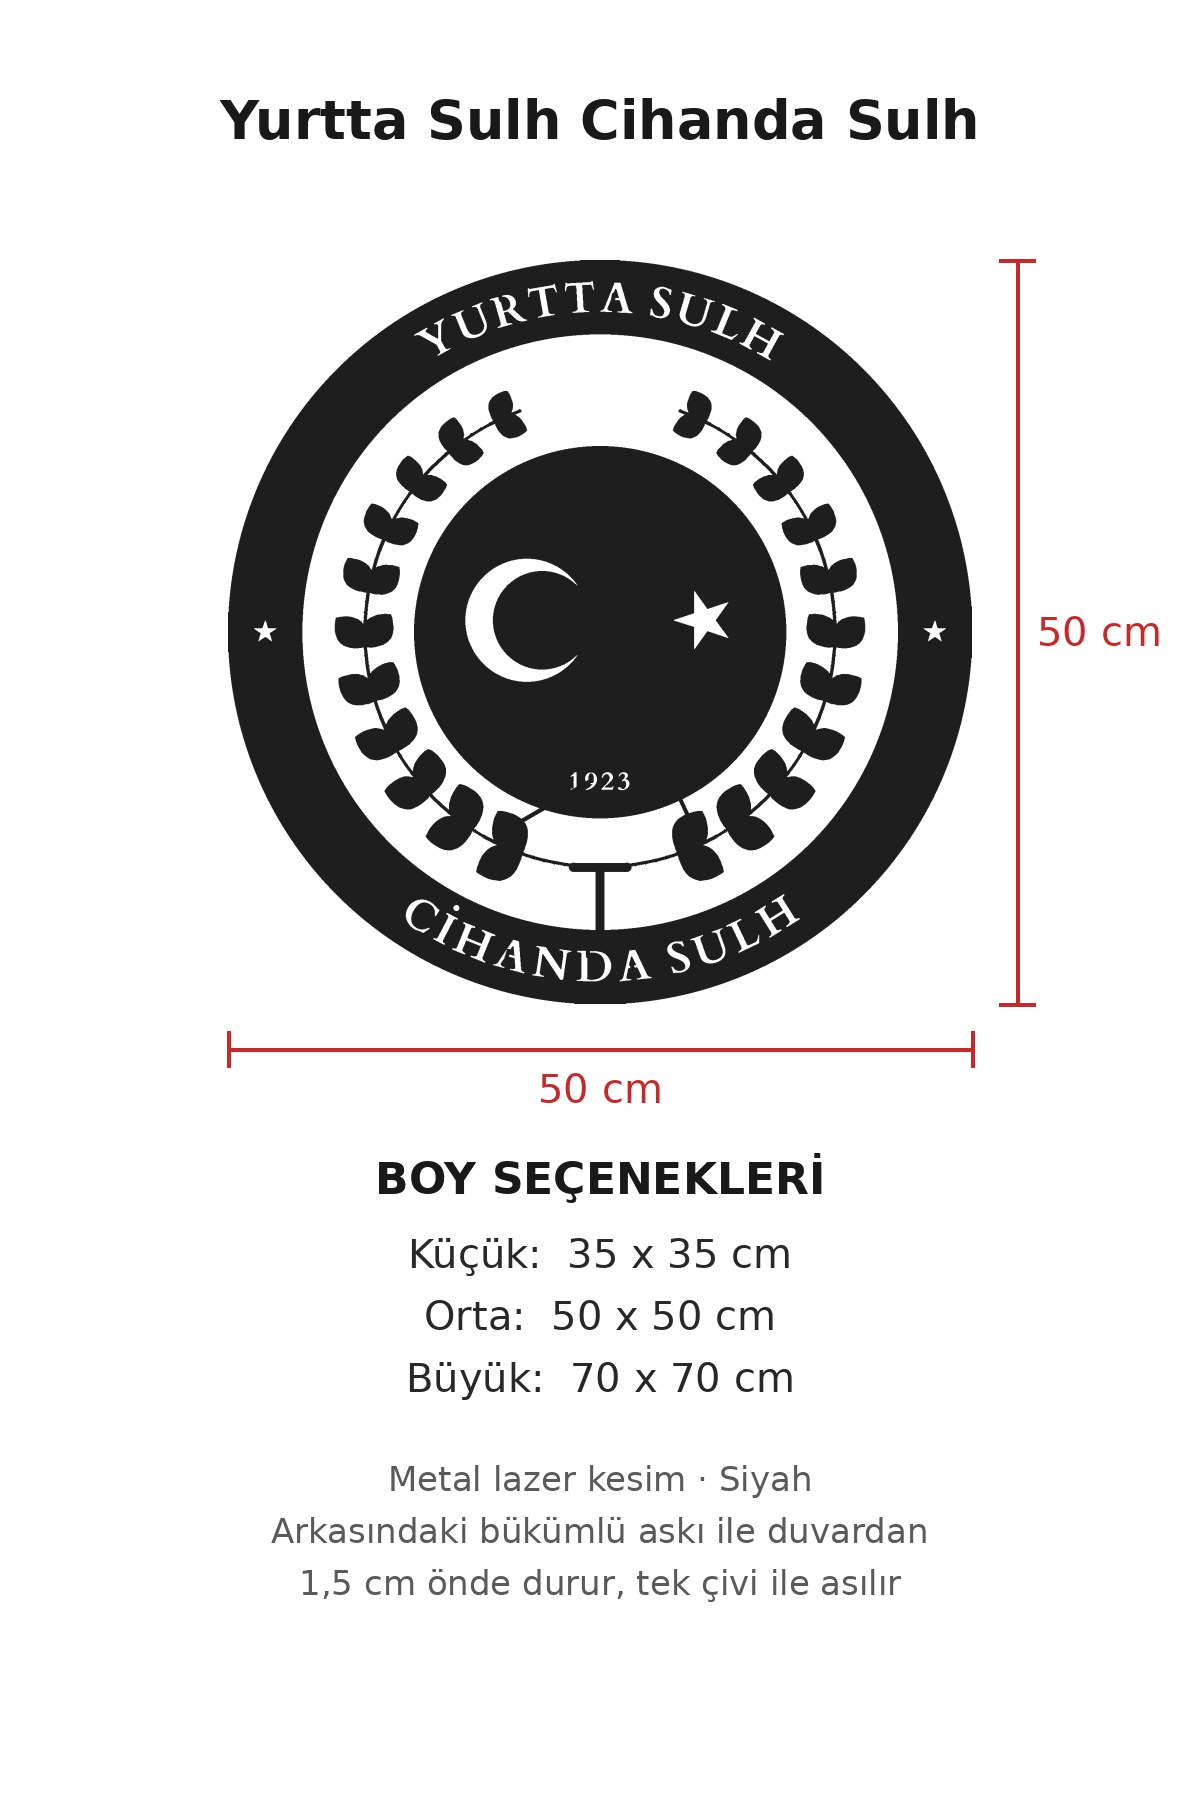 Yurtta Sulh Cihanda Sulh
YURTTA SULH
1923
CİHANDA SULH
50 cm
50 cm
BOY SEÇENEKLERİ
Küçük: 35 x 35 cm
Orta: 50 x 50 cm
Büyük: 70 x 70 cm
Metal lazer kesim · Siyah
Arkasındaki bükümlü askı ile duvardan
1,5 cm önde durur, tek çivi ile asılır